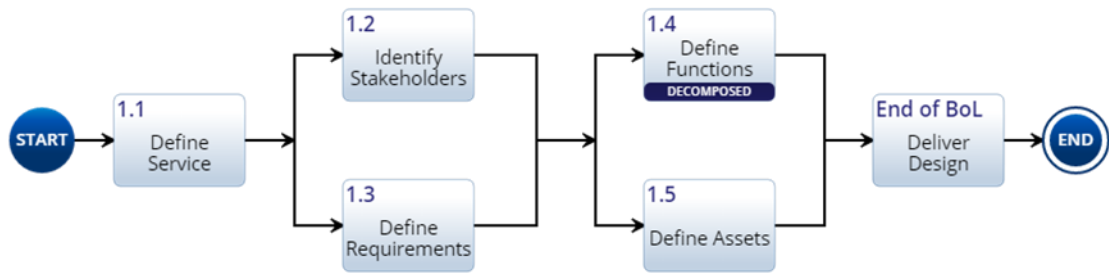 START
1.1
Define
Service
1.2
Identify
Stakeholders
1.3
Define
Requirements
1.4
Define
Functions
DECOMPOSED
1.5
Define Assets
End of BoL
Deliver
Design
END